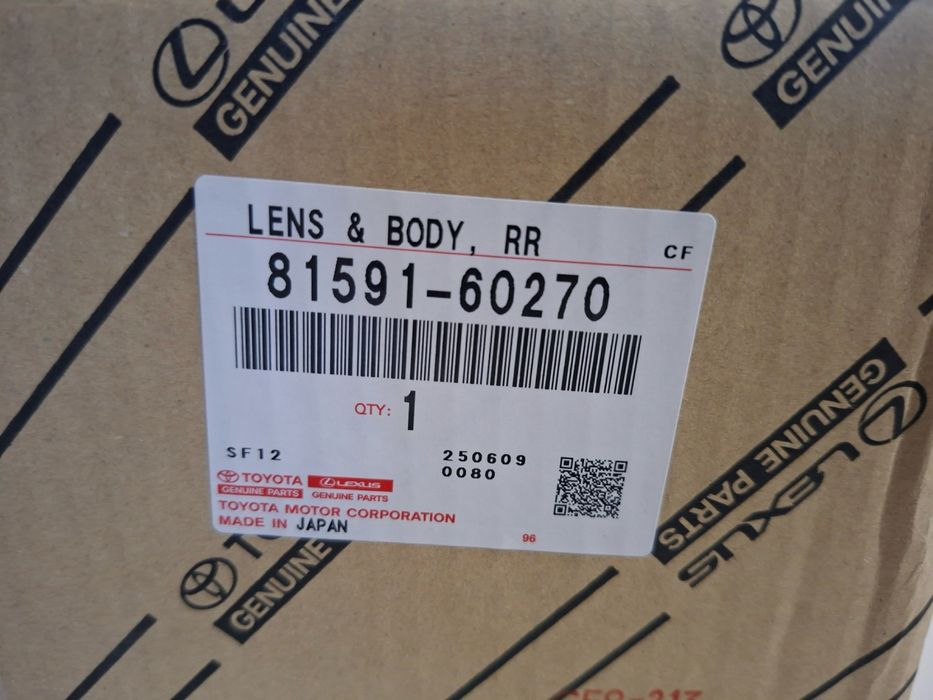 GENUINE
GENUINE
LENS & BODY, RR
CF
81591-60270
QTY: 1
SF12
250609
0080
TOYOTA
GENUINE PARTS
LEXUS
GENUINE PARTS
TOYOTA MOTOR CORPORATION
MADE IN JAPAN
96
GENUINE PARTS
LEXUS
GENUINE